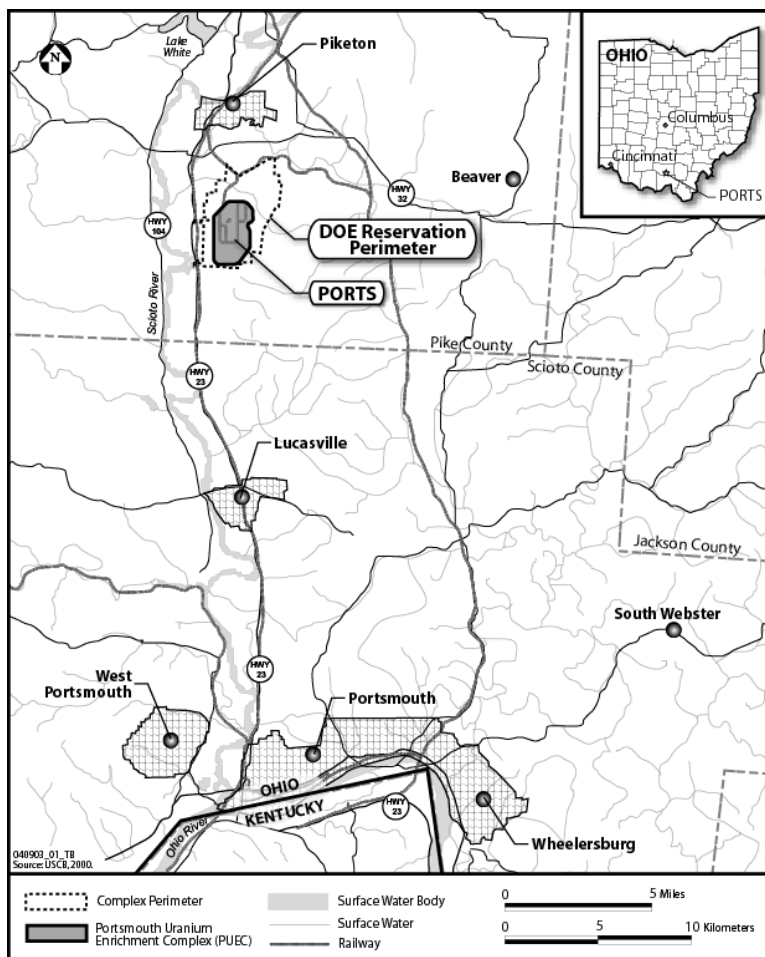 Lake
White
N
Piketon
OHIO
Columbus
Cincinnati
PORTS
Beaver
HWY
32
HWY
104
DOE Reservation
Perimeter
PORTS
Scioto River
Pike County
Scioto County
HWY
23
Lucasville
Jackson County
South Webster
HWY
23
West
Portsmouth
Portsmouth
OHIO
KENTUCKY
HWY
23
Ohio River
Wheelersburg
040903_01_TB
Source: USCB, 2000.
Complex Perimeter
Portsmouth Uranium
Enrichment Complex (PUEC)
Surface Water Body
Surface Water
Railway
0 5 Miles
0 5 10 Kilometers